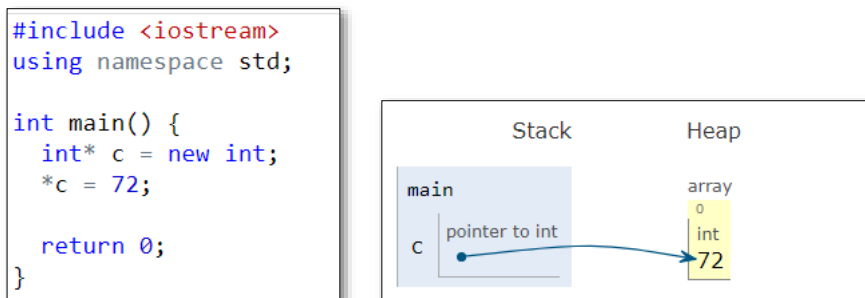 #include <iostream>
using namespace std;
int main() {
int* c = new int;
*c = 72;
return 0;
}
Stack Heap
main
array
0
pointer to int
int
c
72